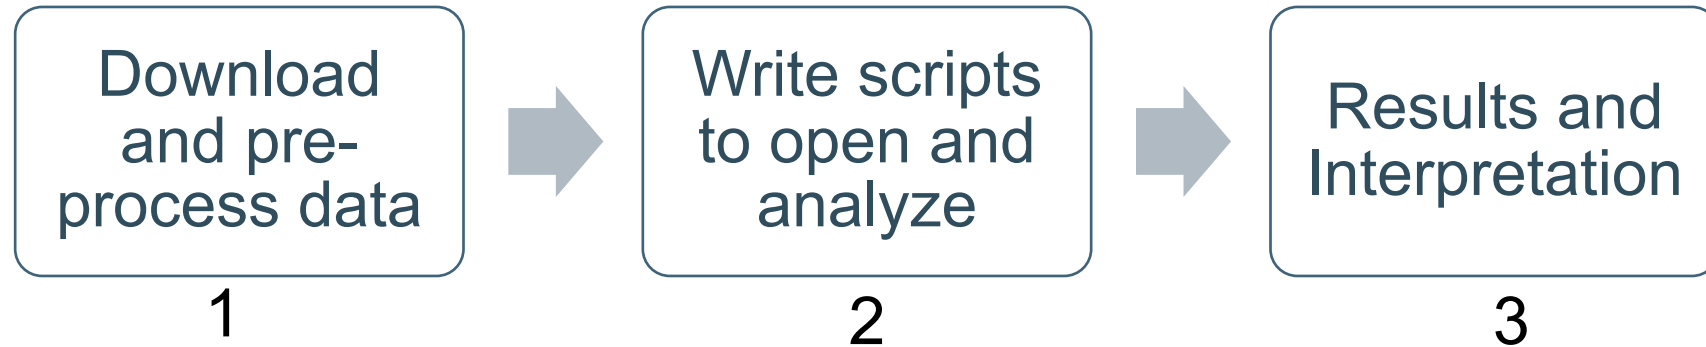 Download
and pre-
process data
1
Write scripts
to open and
analyze
2
Results and
Interpretation
3